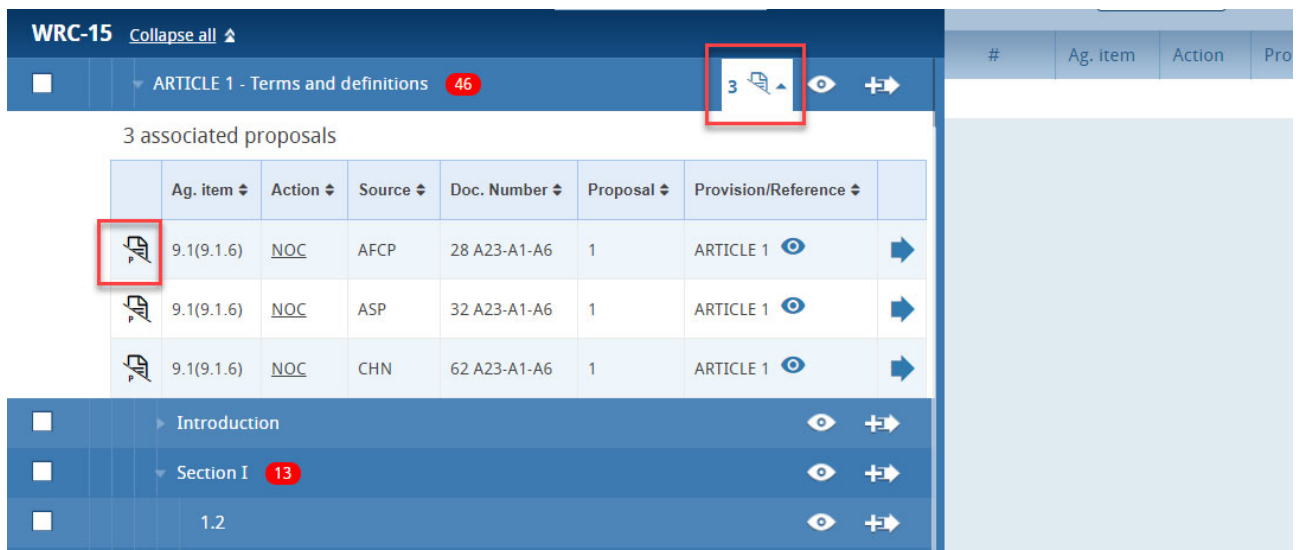 WRC-15 Collapse all
# Ag. item Action Pro
ARTICLE 1 - Terms and definitions 46 3
3 associated proposals
Ag. item Action Source Doc. Number Proposal Provision/Reference
P 9.1(9.1.6) NOC AFCP 28 A23-A1-A6 1 ARTICLE 1
P 9.1(9.1.6) NOC ASP 32 A23-A1-A6 1 ARTICLE 1
P 9.1(9.1.6) NOC CHN 62 A23-A1-A6 1 ARTICLE 1
Introduction
Section I 13
1.2